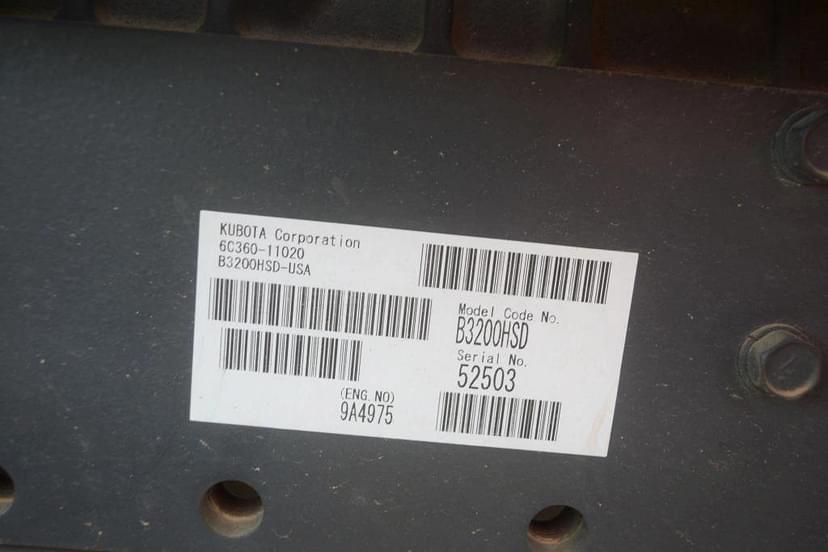 KUBOTA Corporation
6C360-11020
B3200HSD-USA
Model Code No.
B3200HSD
Serial No.
52503
(ENG.NO)
9A4975